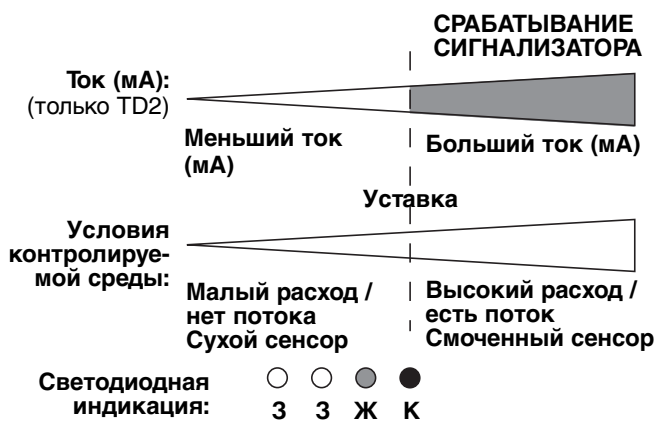 СРАБАТЫВАНИЕ
СИГНАЛИЗАТОРА
Ток (мА):
(только TD2)
Меньший ток
(мА)
Больший ток (мА)
Уставка
Условия
контролируе-
мой среды:
Малый расход /
нет потока
Сухой сенсор
Высокий расход /
есть поток
Смоченный сенсор
Светодиодная
индикация:
З З Ж К